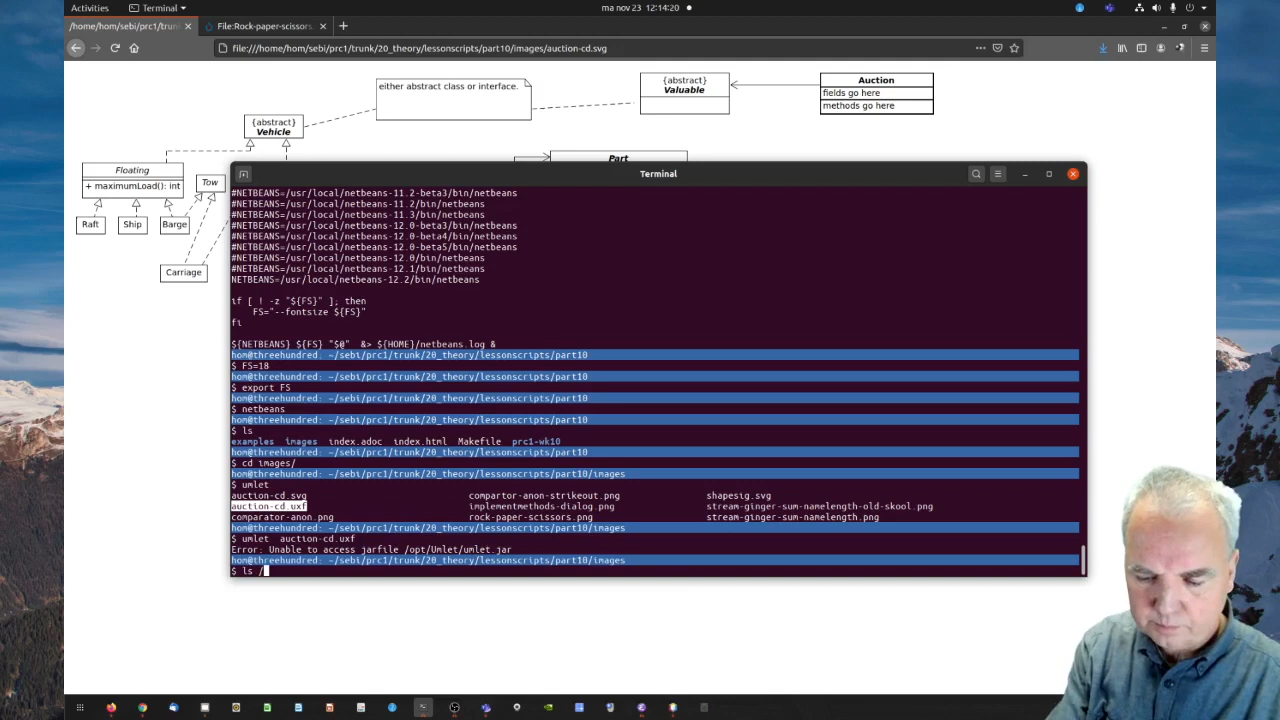 Activities
Terminal
ma nov 23 12:14:20
/home/hom/sebi/prc1/trunk
File:Rock-paper-scissors
file:///home/hom/sebi/prc1/trunk/20_theory/lessonscripts/part10/images/auction-cd.svg
either abstract class or interface.
{abstract}
Valuable
Auction
fields go here
methods go here
{abstract}
Vehicle
Part
Floating
+ maximumLoad(): int
Tow
Raft
Ship
Barge
Carriage
Terminal
#NETBEANS=/usr/local/netbeans-11.2-beta3/bin/netbeans
#NETBEANS=/usr/local/netbeans-11.2/bin/netbeans
#NETBEANS=/usr/local/netbeans-11.3/bin/netbeans
#NETBEANS=/usr/local/netbeans-12.0-beta3/bin/netbeans
#NETBEANS=/usr/local/netbeans-12.0-beta4/bin/netbeans
#NETBEANS=/usr/local/netbeans-12.0-beta5/bin/netbeans
#NETBEANS=/usr/local/netbeans-12.0/bin/netbeans
#NETBEANS=/usr/local/netbeans-12.1/bin/netbeans
NETBEANS=/usr/local/netbeans-12.2/bin/netbeans
if [ ! -z "${FS}" ]; then
FS="--fontsize ${FS}"
fi
${NETBEANS} ${FS} "$@" &> ${HOME}/netbeans.log &
hom@threehundred: ~/sebi/prc1/trunk/20_theory/lessonscripts/part10
$ FS=18
hom@threehundred: ~/sebi/prc1/trunk/20_theory/lessonscripts/part10
$ export FS
hom@threehundred: ~/sebi/prc1/trunk/20_theory/lessonscripts/part10
$ netbeans
hom@threehundred: ~/sebi/prc1/trunk/20_theory/lessonscripts/part10
$ ls
examples images index.adoc index.html Makefile prc1-wk10
hom@threehundred: ~/sebi/prc1/trunk/20_theory/lessonscripts/part10
$ cd images/
hom@threehundred: ~/sebi/prc1/trunk/20_theory/lessonscripts/part10/images
$ umlet
auction-cd.svg compartor-anon-strikeout.png shapesig.svg
auction-cd.uxf implementmethods-dialog.png stream-ginger-sum-namelength-old-skool.png
comparator-anon.png rock-paper-scissors.png stream-ginger-sum-namelength.png
hom@threehundred: ~/sebi/prc1/trunk/20_theory/lessonscripts/part10/images
$ umlet auction-cd.uxf
Error: Unable to access jarfile /opt/Umlet/umlet.jar
hom@threehundred: ~/sebi/prc1/trunk/20_theory/lessonscripts/part10/images
$ ls /